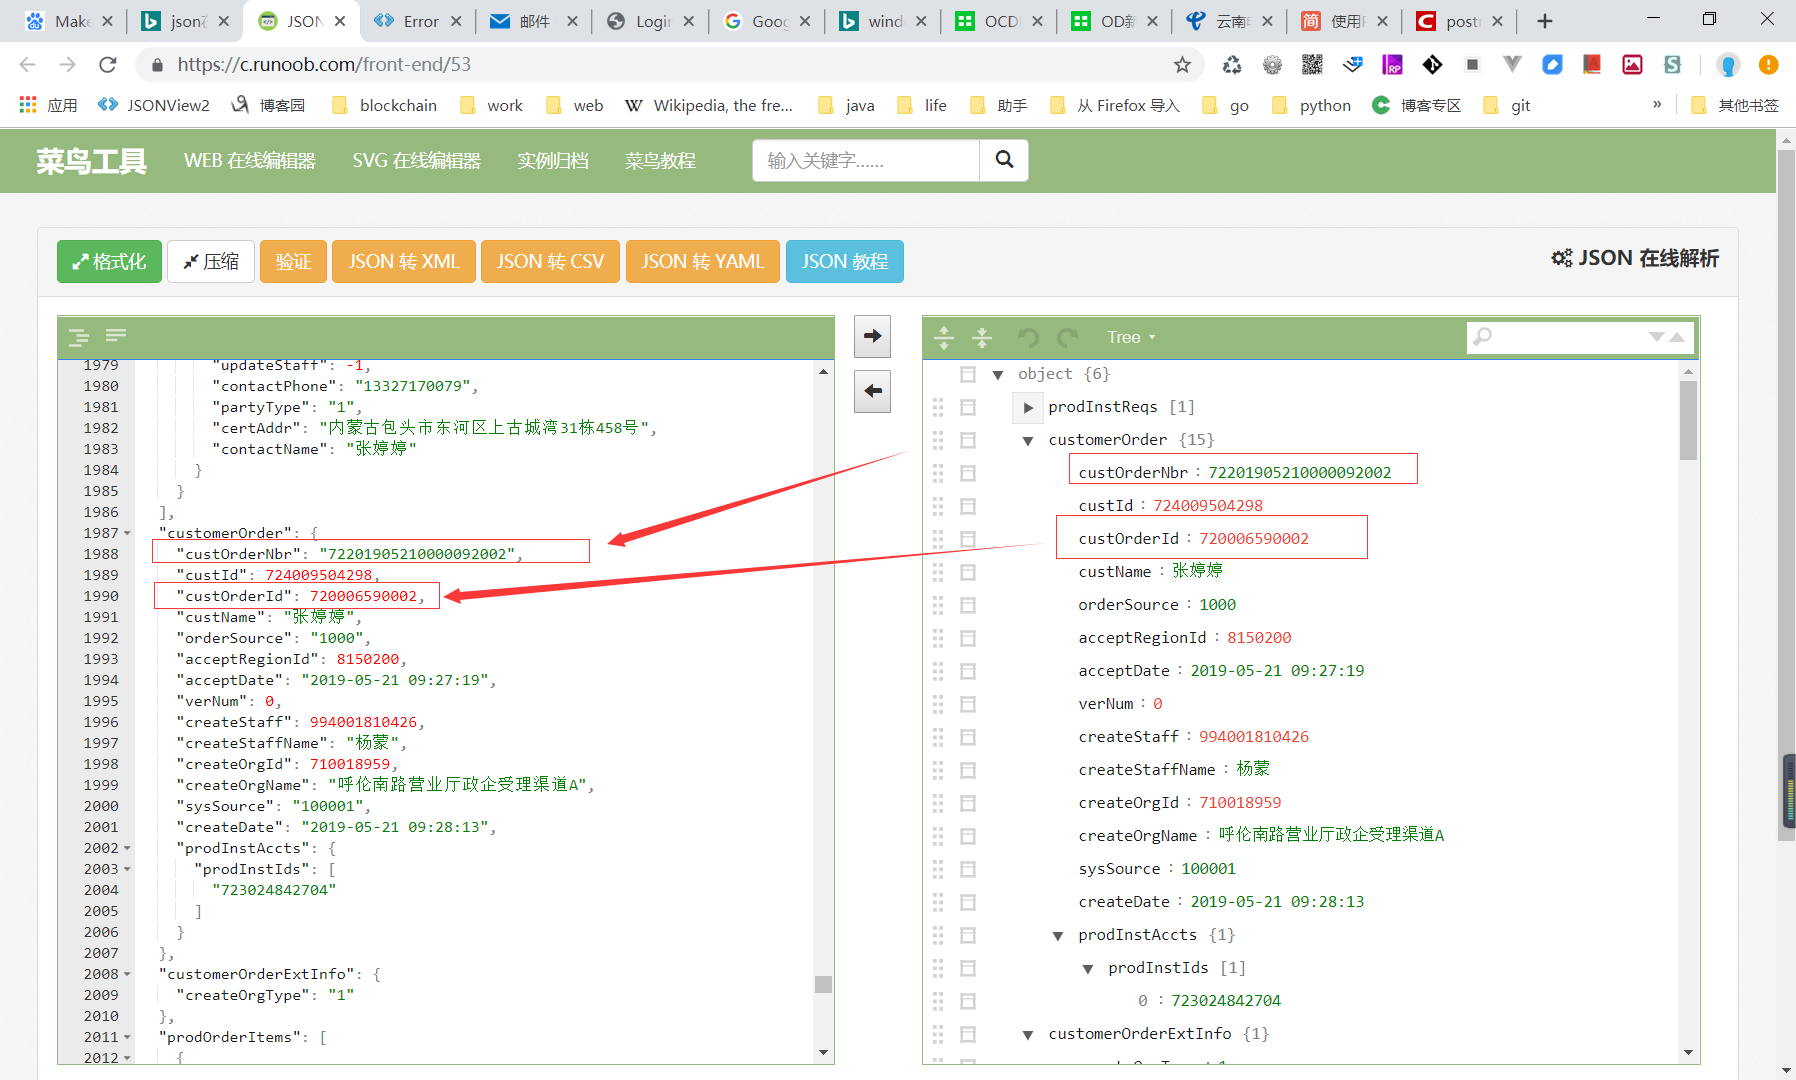 Make
json在
JSON
Error
邮件
Login
Goog
wind
OCD
OD新
云南
使用
post
https://c.runoob.com/front-end/53
应用 JSONView2 博客园 blockchain work web W Wikipedia, the fre... java life 助手 从 Firefox 导入 go python 博客专区 git » 其他书签
菜鸟工具 WEB 在线编辑器 SVG 在线编辑器 实例归档 菜鸟教程 输入关键字......
格式化 压缩 验证 JSON 转 XML JSON 转 CSV JSON 转 YAML JSON 教程 JSON 在线解析
1979 "updateStaff": -1,
1980 "contactPhone": "13327170079",
1981 "partyType": "1",
1982 "certAddr": "内蒙古包头市东河区上古城湾31栋458号",
1983 "contactName": "张婷婷"
1984 }
1985 }
1986 ],
1987 "customerOrder": {
1988 "custOrderNbr": "72201905210000092002",
1989 "custId": 724009504298,
1990 "custOrderId": 720006590002,
1991 "custName": "张婷婷",
1992 "orderSource": "1000",
1993 "acceptRegionId": 8150200,
1994 "acceptDate": "2019-05-21 09:27:19",
1995 "verNum": 0,
1996 "createStaff": 994001810426,
1997 "createStaffName": "杨蒙",
1998 "createOrgId": 710018959,
1999 "createOrgName": "呼伦南路营业厅政企受理渠道A",
2000 "sysSource": "100001",
2001 "createDate": "2019-05-21 09:28:13",
2002 "prodInstAccts": {
2003 "prodInstIds": [
2004 "723024842704"
2005 ]
2006 }
2007 },
2008 "customerOrderExtInfo": {
2009 "createOrgType": "1"
2010 },
2011 "prodOrderItems": [
2012 {
Tree
object {6}
prodInstReqs [1]
customerOrder {15}
custOrderNbr : 72201905210000092002
custId : 724009504298
custOrderId : 720006590002
custName : 张婷婷
orderSource : 1000
acceptRegionId : 8150200
acceptDate : 2019-05-21 09:27:19
verNum : 0
createStaff : 994001810426
createStaffName : 杨蒙
createOrgId : 710018959
createOrgName : 呼伦南路营业厅政企受理渠道A
sysSource : 100001
createDate : 2019-05-21 09:28:13
prodInstAccts {1}
prodInstIds [1]
0 : 723024842704
customerOrderExtInfo {1}